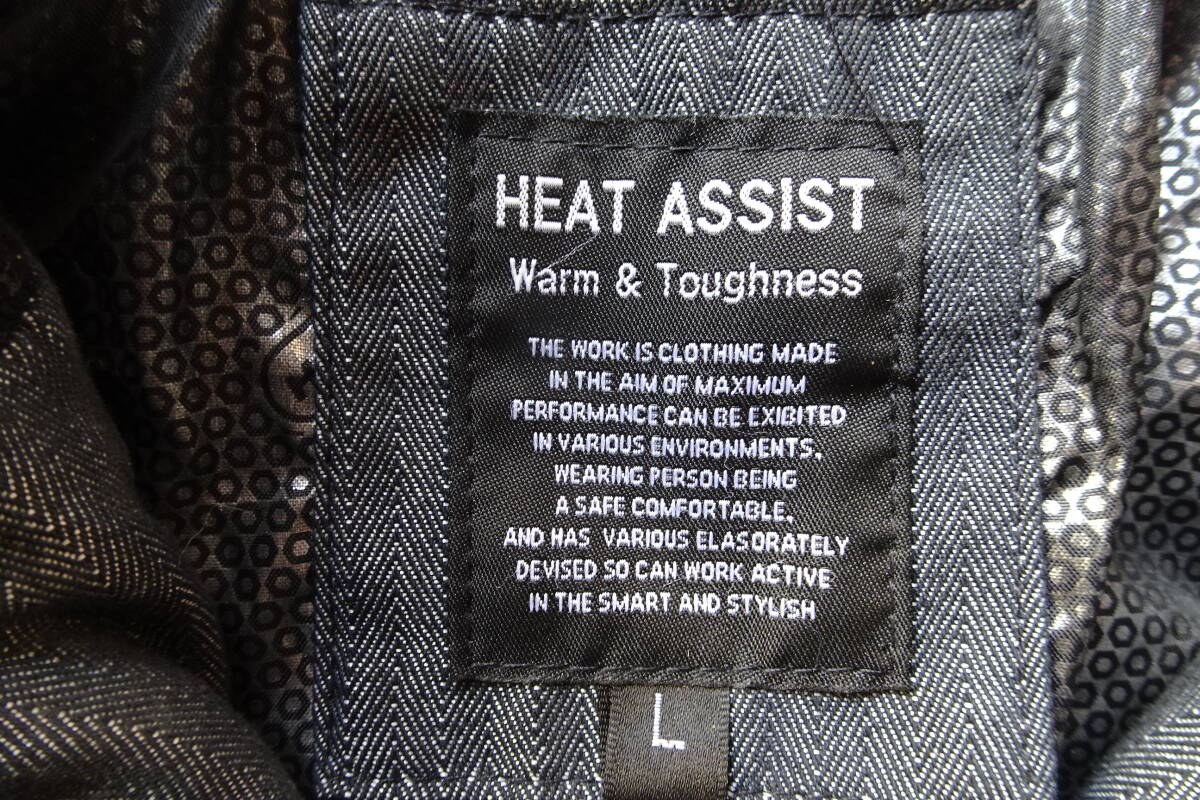 HEAT ASSIST
Warm & Toughness
THE WORK IS CLOTHING MADE
IN THE AIM OF MAXIMUM
PERFORMANCE CAN BE EXIBITED
IN VARIOUS ENVIRONMENTS.
WEARING PERSON BEING
A SAFE COMFORTABLE.
AND HAS VARIOUS ELASORATELY
DEVISED SO CAN WORK ACTIVE
IN THE SMART AND STYLISH
L